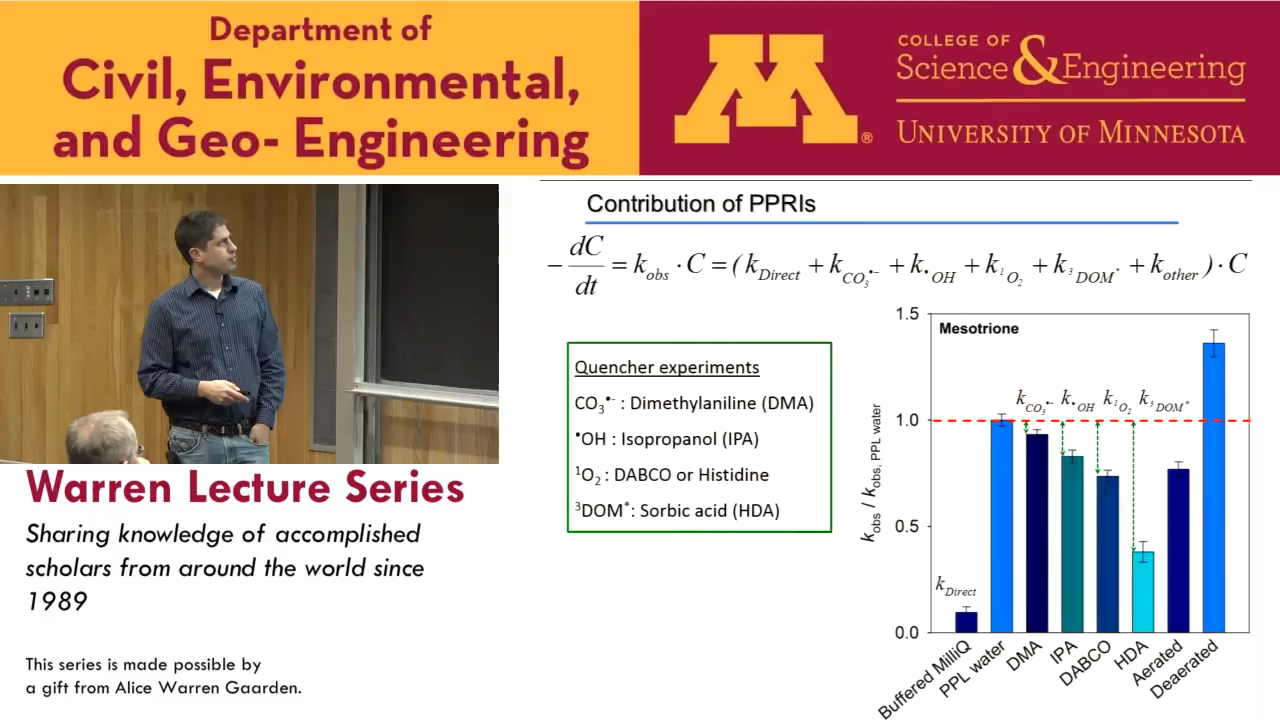 Department of
Civil, Environmental,
and Geo- Engineering
M®
COLLEGE OF
Science & Engineering
UNIVERSITY OF MINNESOTA
Contribution of PPRIs
− dC/dt = k_obs · C = ( k_Direct + k_CO₃•⁻ + k_•OH + k_¹O₂ + k_³DOM* + k_other ) · C
Quencher experiments
CO₃•⁻ : Dimethylaniline (DMA)
•OH : Isopropanol (IPA)
¹O₂ : DABCO or Histidine
³DOM*: Sorbic acid (HDA)
Mesotrione
k_obs / k_obs, PPL water
1.5
1.0
0.5
0.0
k_CO₃•⁻ k_•OH k_¹O₂ k_³DOM*
k_Direct
Buffered MilliQ
PPL water
DMA
IPA
DABCO
HDA
Aerated
Deaerated
Warren Lecture Series
Sharing knowledge of accomplished
scholars from around the world since
1989
This series is made possible by
a gift from Alice Warren Gaarden.